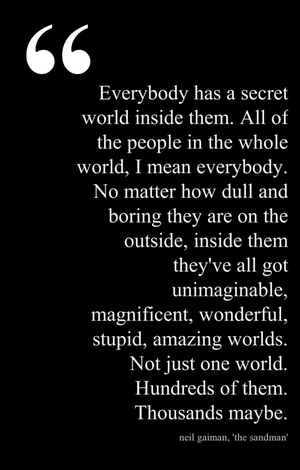 “
Everybody has a secret
world inside them. All of
the people in the whole
world, I mean everybody.
No matter how dull and
boring they are on the
outside, inside them
they've all got
unimaginable,
magnificent, wonderful,
stupid, amazing worlds.
Not just one world.
Hundreds of them.
Thousands maybe.
neil gaiman, 'the sandman'